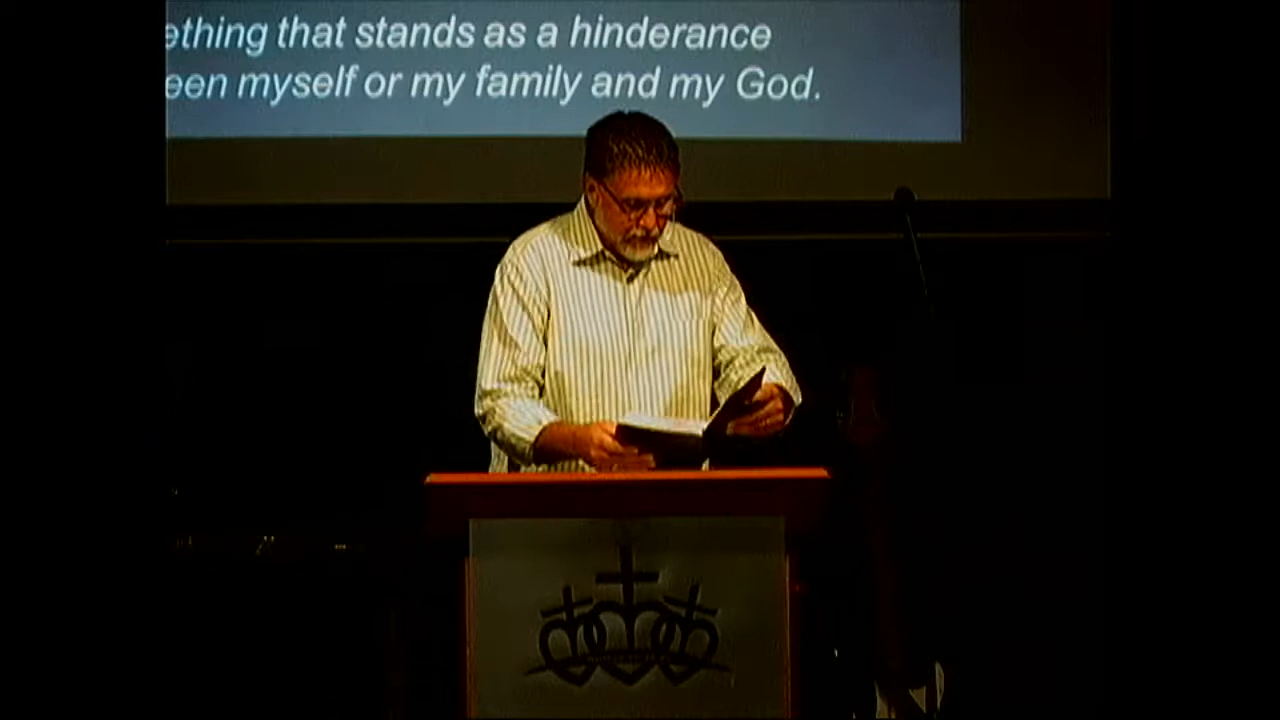 ething that stands as a hinderance
een myself or my family and my God.